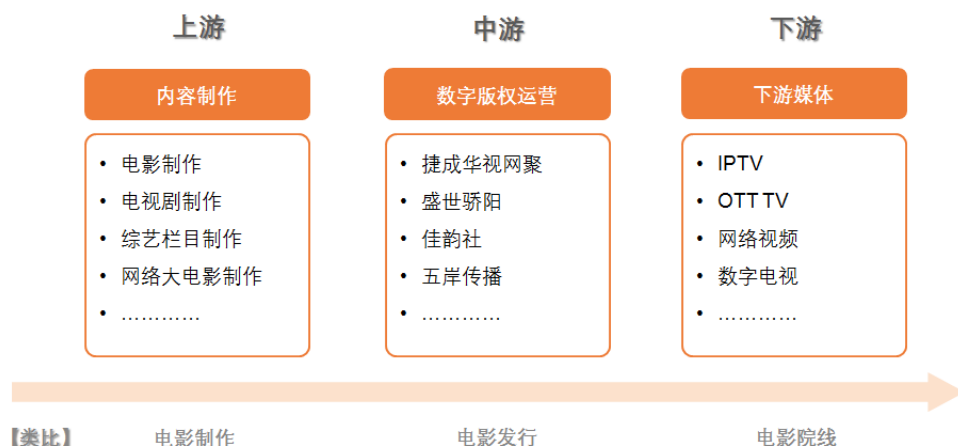 上游
中游
下游
内容制作
数字版权运营
下游媒体
• 电影制作
• 电视剧制作
• 综艺栏目制作
• 网络大电影制作
• …………
• 捷成华视网聚
• 盛世骄阳
• 佳韵社
• 五岸传播
• …………
• IPTV
• OTT TV
• 网络视频
• 数字电视
• …………
【类比】
电影制作
电影发行
电影院线